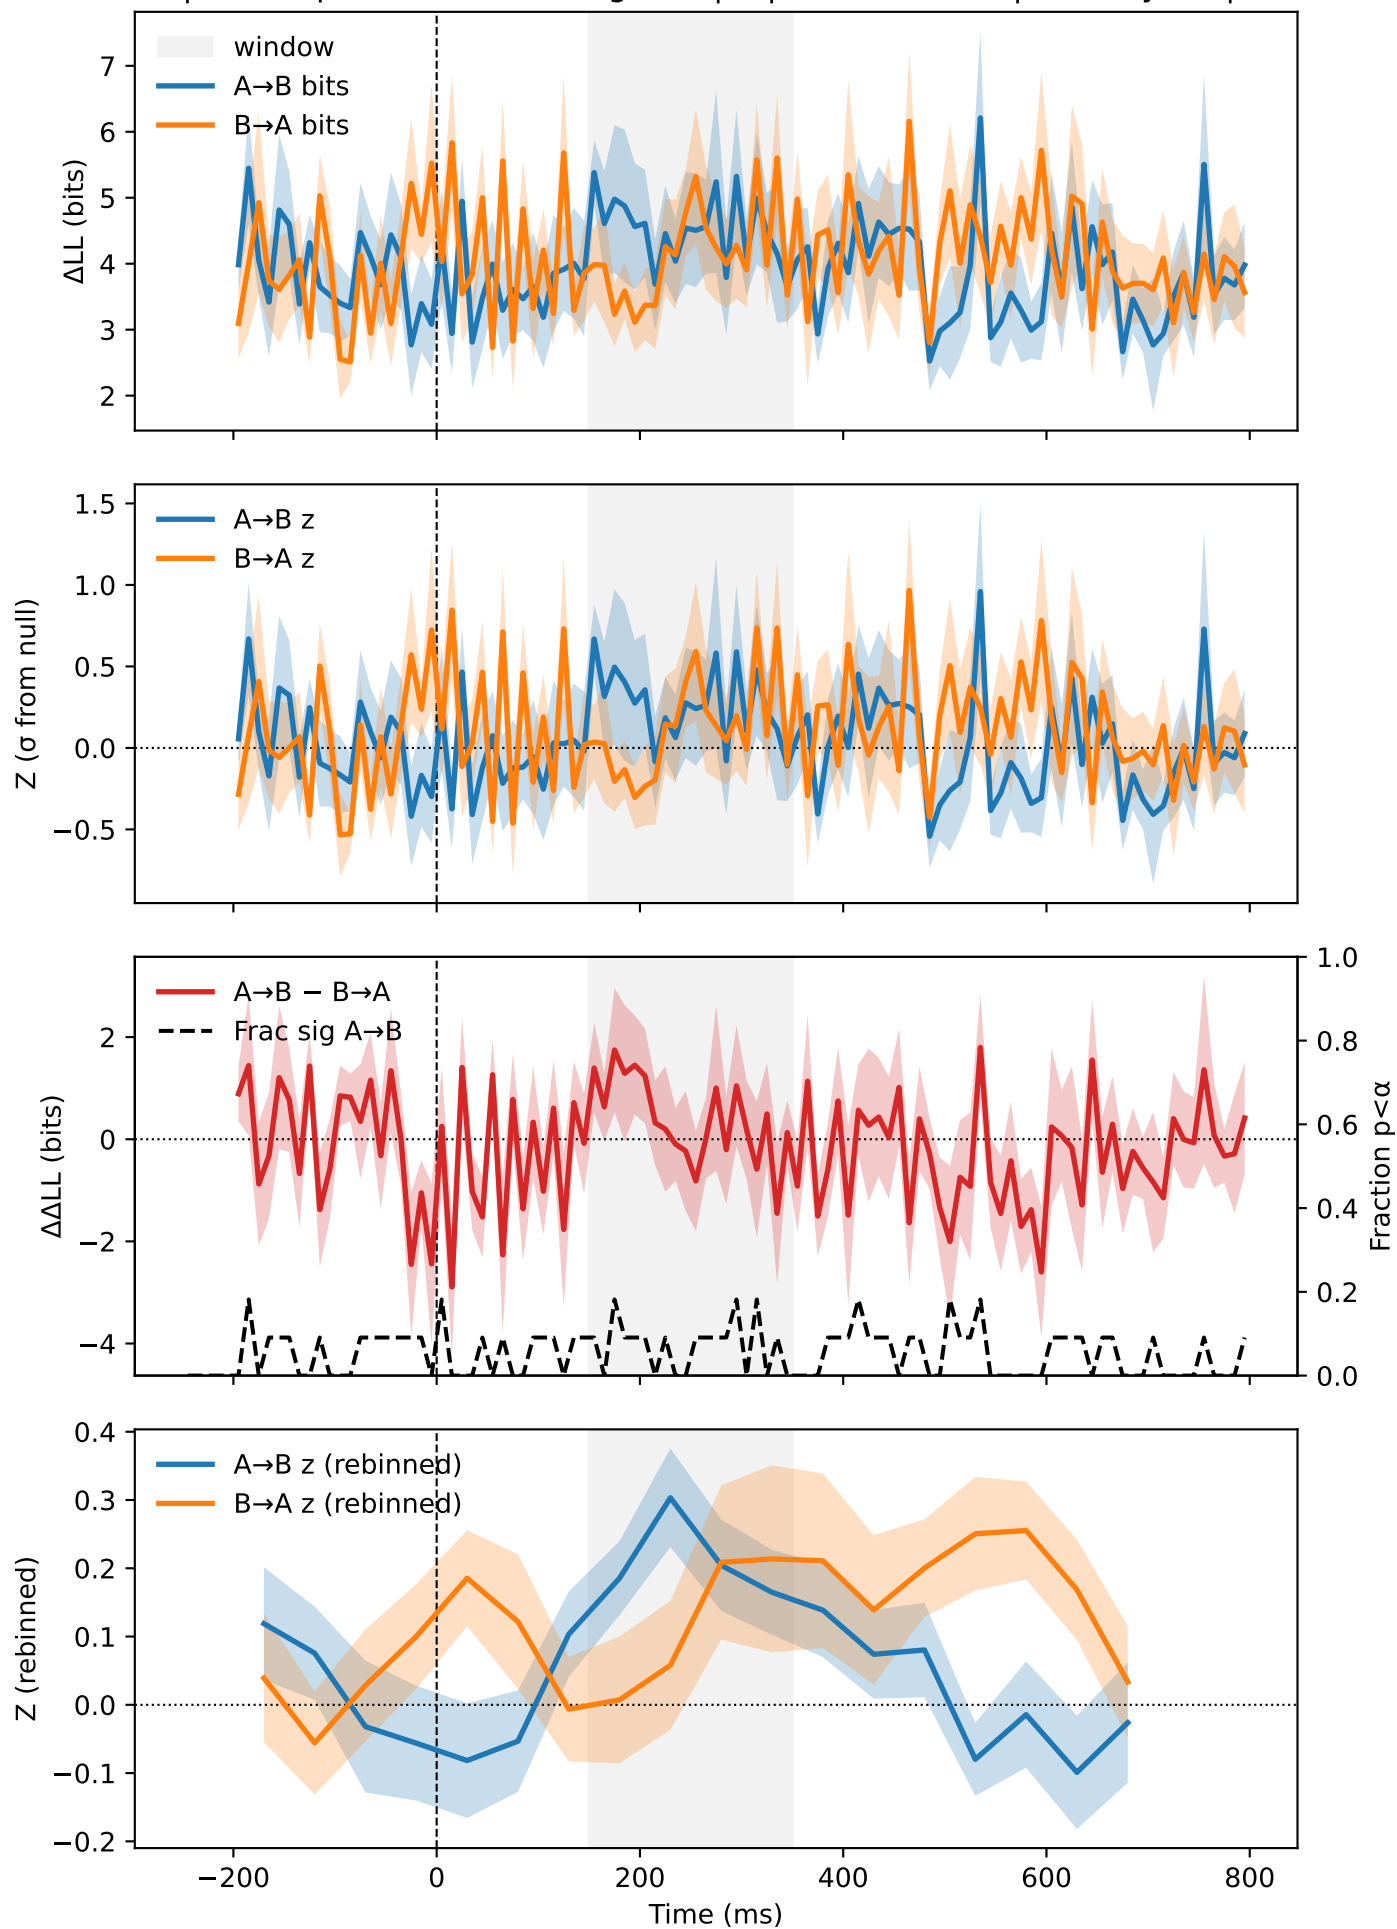 window
A→B bits
B→A bits
ΔLL (bits)
7
6
5
4
3
2
A→B z
B→A z
Z (σ from null)
1.5
1.0
0.5
0.0
−0.5
A→B − B→A
Frac sig A→B
ΔΔLL (bits)
2
0
−2
−4
1.0
0.8
0.6
0.4
0.2
0.0
Fraction p<α
A→B z (rebinned)
B→A z (rebinned)
Z (rebinned)
0.4
0.3
0.2
0.1
0.0
−0.1
−0.2
−200
0
200
400
600
800
Time (ms)